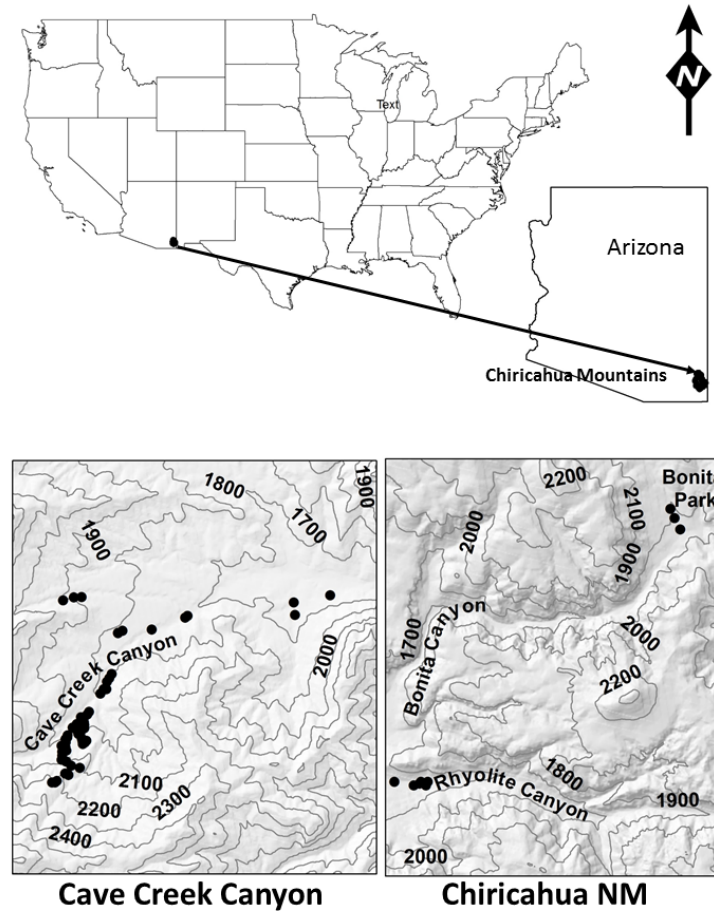 N
Text
Arizona
Chiricahua Mountains
1800
1900
1700
1900
2000
Cave Creek Canyon
2100
2200
2300
2400
2200
Bonita
Park
2100
2000
1900
1700
Bonita Canyon
2000
2200
1800
Rhyolite Canyon
1900
2000
Cave Creek Canyon
Chiricahua NM